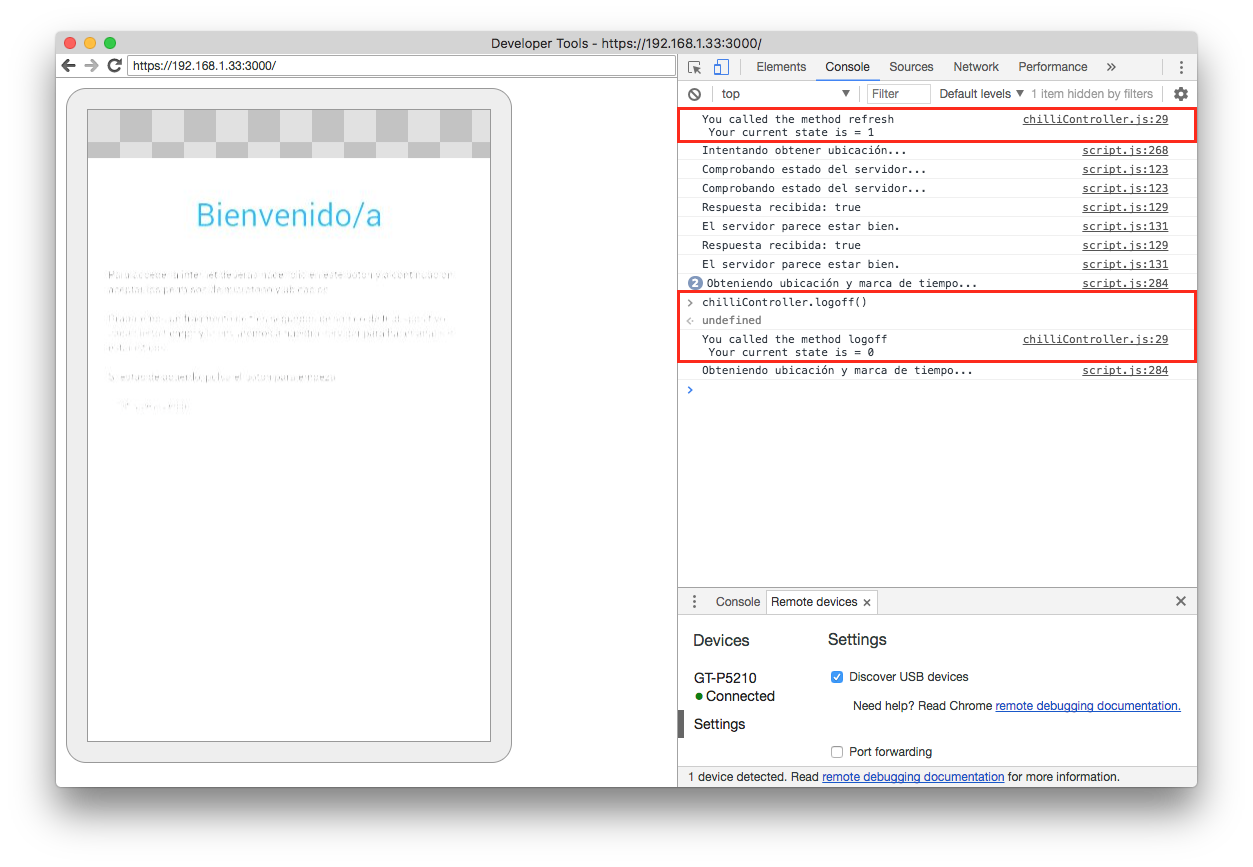 Developer Tools - https://192.168.1.33:3000/
https://192.168.1.33:3000/
Elements Console Sources Network Performance »
top ▼ Filter Default levels ▼ 1 item hidden by filters
Bienvenido/a
You called the method refresh chilliController.js:29
Your current state is = 1
Intentando obtener ubicación... script.js:268
Comprobando estado del servidor... script.js:123
Comprobando estado del servidor... script.js:123
Respuesta recibida: true script.js:129
El servidor parece estar bien. script.js:131
Respuesta recibida: true script.js:129
El servidor parece estar bien. script.js:131
2 Obteniendo ubicación y marca de tiempo... script.js:284
> chilliController.logoff()
undefined
You called the method logoff chilliController.js:29
Your current state is = 0
Obteniendo ubicación y marca de tiempo... script.js:284
>
Console Remote devices ×
Devices
GT-P5210
Connected
Settings
Settings
Discover USB devices
Need help? Read Chrome remote debugging documentation.
Port forwarding
1 device detected. Read remote debugging documentation for more information.